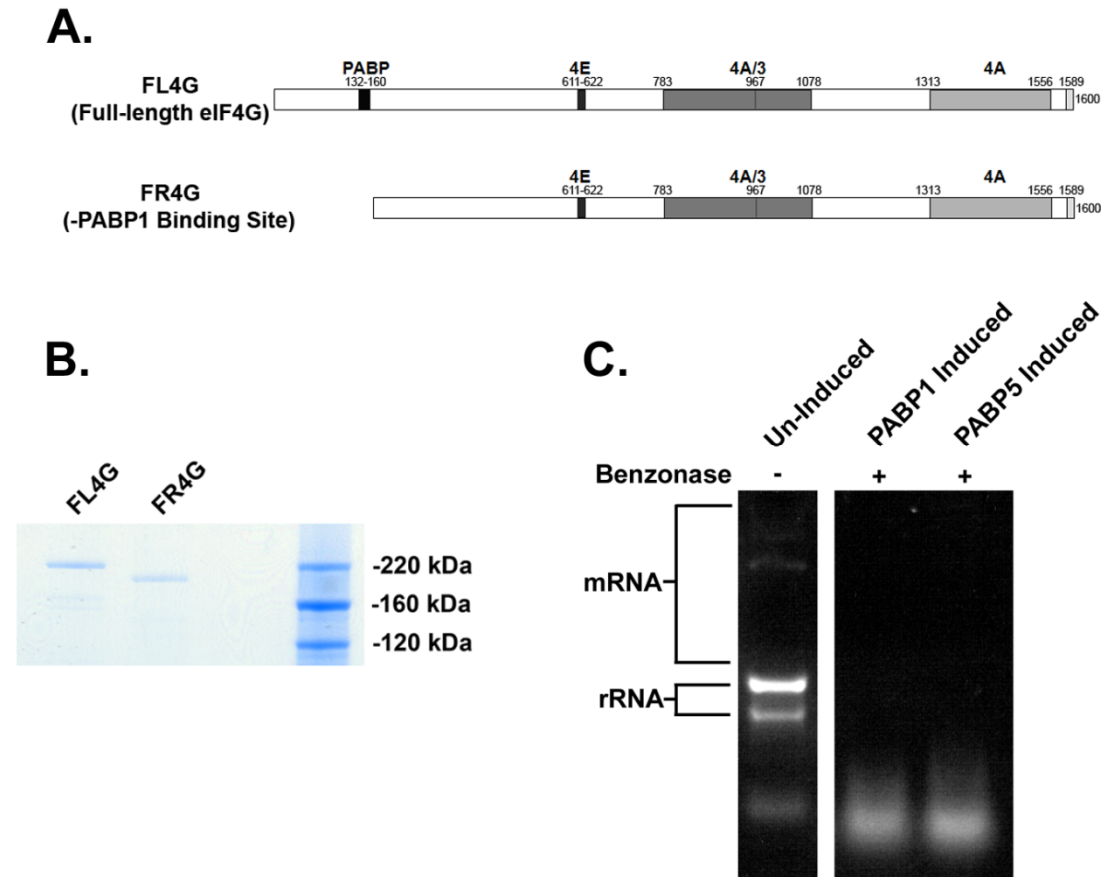 A.
PABP 4E 4A/3 4A
132-160 611-622 783 967 1078 1313 1556 1589
FL4G
(Full-length eIF4G)
1600
4E 4A/3 4A
611-622 783 967 1078 1313 1556 1589
FR4G
(-PABP1 Binding Site)
1600
B.
FL4G FR4G
-220 kDa
-160 kDa
-120 kDa
C.
Un-Induced PABP1 Induced PABP5 Induced
Benzonase - + +
mRNA
rRNA